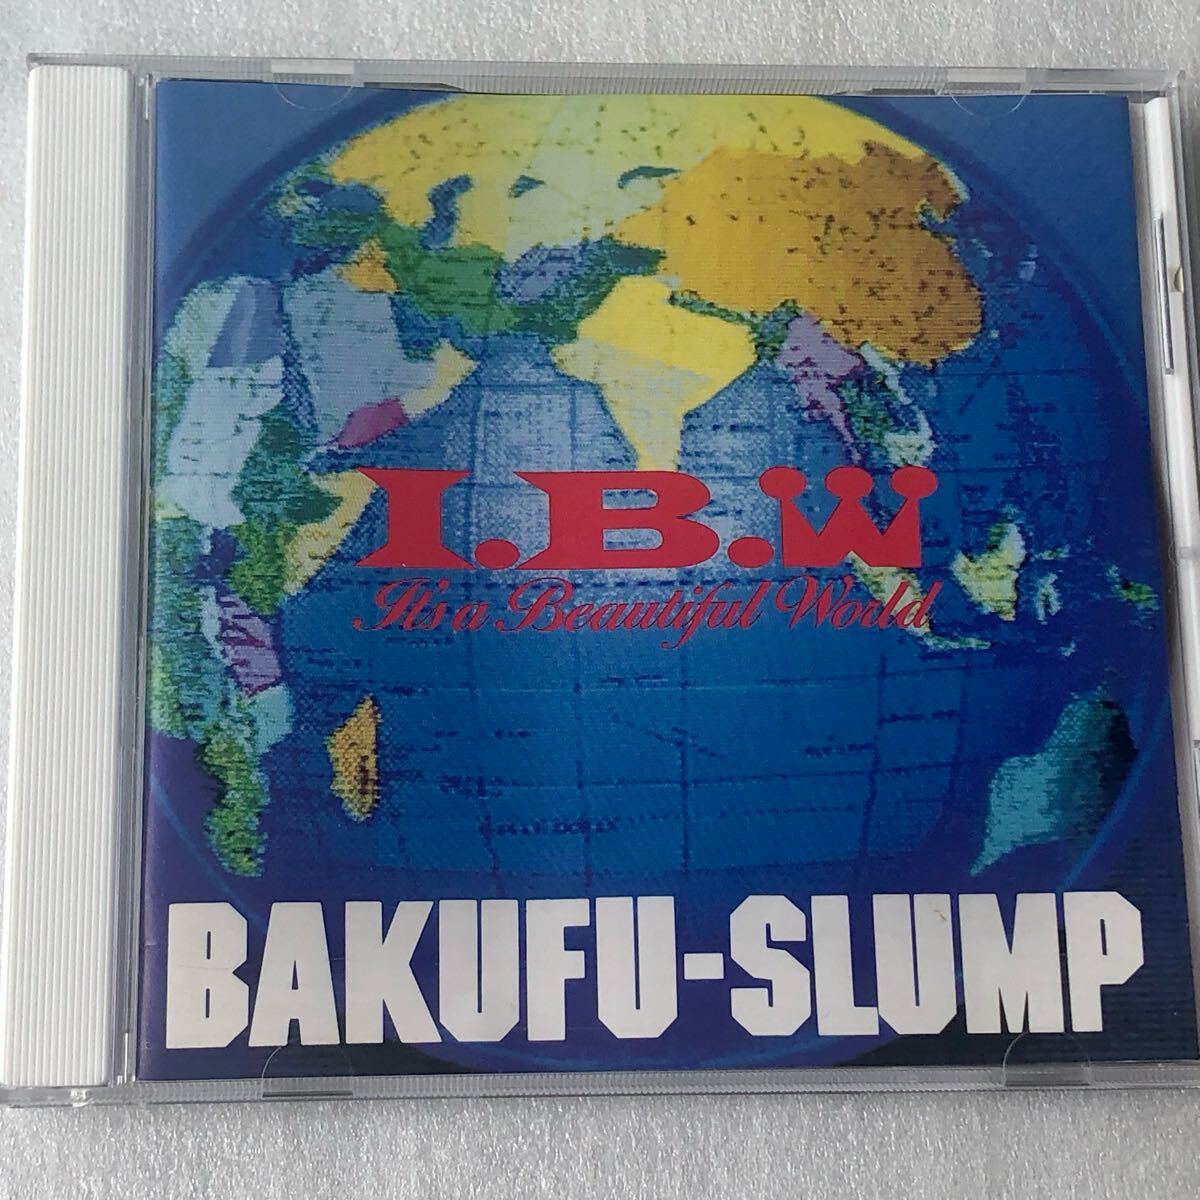 I.B.W
It's a Beautiful World
BAKUFU-SLUMP